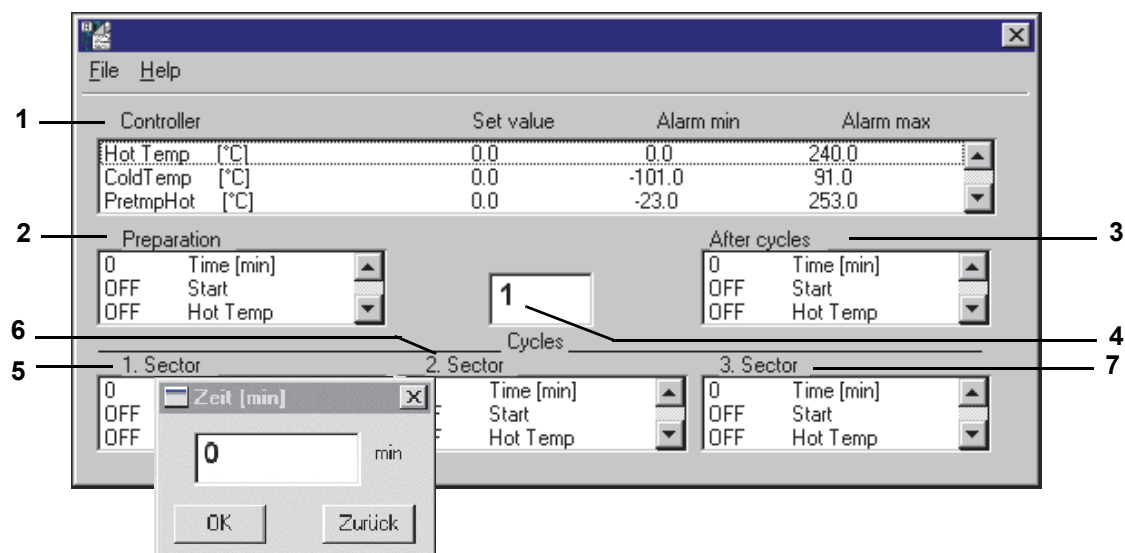 File Help
1 Controller Set value Alarm min Alarm max
Hot Temp [°C] 0.0 0.0 240.0
ColdTemp [°C] 0.0 -101.0 91.0
PretmpHot [°C] 0.0 -23.0 253.0
2 Preparation After cycles 3
0 Time [min] 0 Time [min]
OFF Start 1 OFF Start
OFF Hot Temp OFF Hot Temp
6 Cycles 4
5 1. Sector 2. Sector 3. Sector 7
0 Time [min] 0 Time [min]
OFF Start OFF Start
OFF Hot Temp OFF Hot Temp
Zeit [min]
0 min
OK Zurück